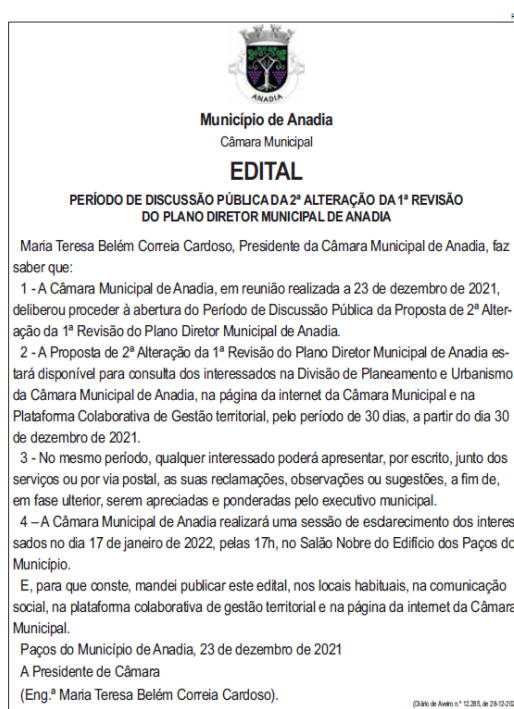 ANADIA
Município de Anadia
Câmara Municipal
EDITAL
PERÍODO DE DISCUSSÃO PÚBLICA DA 2ª ALTERAÇÃO DA 1ª REVISÃO
DO PLANO DIRETOR MUNICIPAL DE ANADIA
Maria Teresa Belém Correia Cardoso, Presidente da Câmara Municipal de Anadia, faz
saber que:
1 - A Câmara Municipal de Anadia, em reunião realizada a 23 de dezembro de 2021,
deliberou proceder à abertura do Período de Discussão Pública da Proposta de 2ª Alter-
ação da 1ª Revisão do Plano Diretor Municipal de Anadia.
2 - A Proposta de 2ª Alteração da 1ª Revisão do Plano Diretor Municipal de Anadia es-
tará disponível para consulta dos interessados na Divisão de Planeamento e Urbanismo
da Câmara Municipal de Anadia, na página da internet da Câmara Municipal e na
Plataforma Colaborativa de Gestão territorial, pelo período de 30 dias, a partir do dia 30
de dezembro de 2021.
3 - No mesmo período, qualquer interessado poderá apresentar, por escrito, junto dos
serviços ou por via postal, as suas reclamações, observações ou sugestões, a fim de,
em fase ulterior, serem apreciadas e ponderadas pelo executivo municipal.
4 – A Câmara Municipal de Anadia realizará uma sessão de esclarecimento dos interes
sados no dia 17 de janeiro de 2022, pelas 17h, no Salão Nobre do Edifício dos Paços do
Município.
E, para que conste, mandei publicar este edital, nos locais habituais, na comunicação
social, na plataforma colaborativa de gestão territorial e na página da internet da Câmara
Municipal.
Paços do Município de Anadia, 23 de dezembro de 2021
A Presidente de Câmara
(Eng.ª Maria Teresa Belém Correia Cardoso).
(Diário de Aveiro n.º 12.285, de 28-12-202